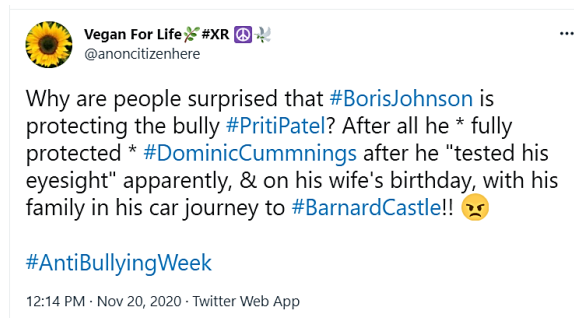 Vegan For Life🌿#XR ☮️🕊️
@anoncitizenhere
Why are people surprised that #BorisJohnson is
protecting the bully #PritiPatel? After all he * fully
protected * #DominicCummnings after he "tested his
eyesight" apparently, & on his wife's birthday, with his
family in his car journey to #BarnardCastle!! 😠
#AntiBullyingWeek
12:14 PM · Nov 20, 2020 · Twitter Web App